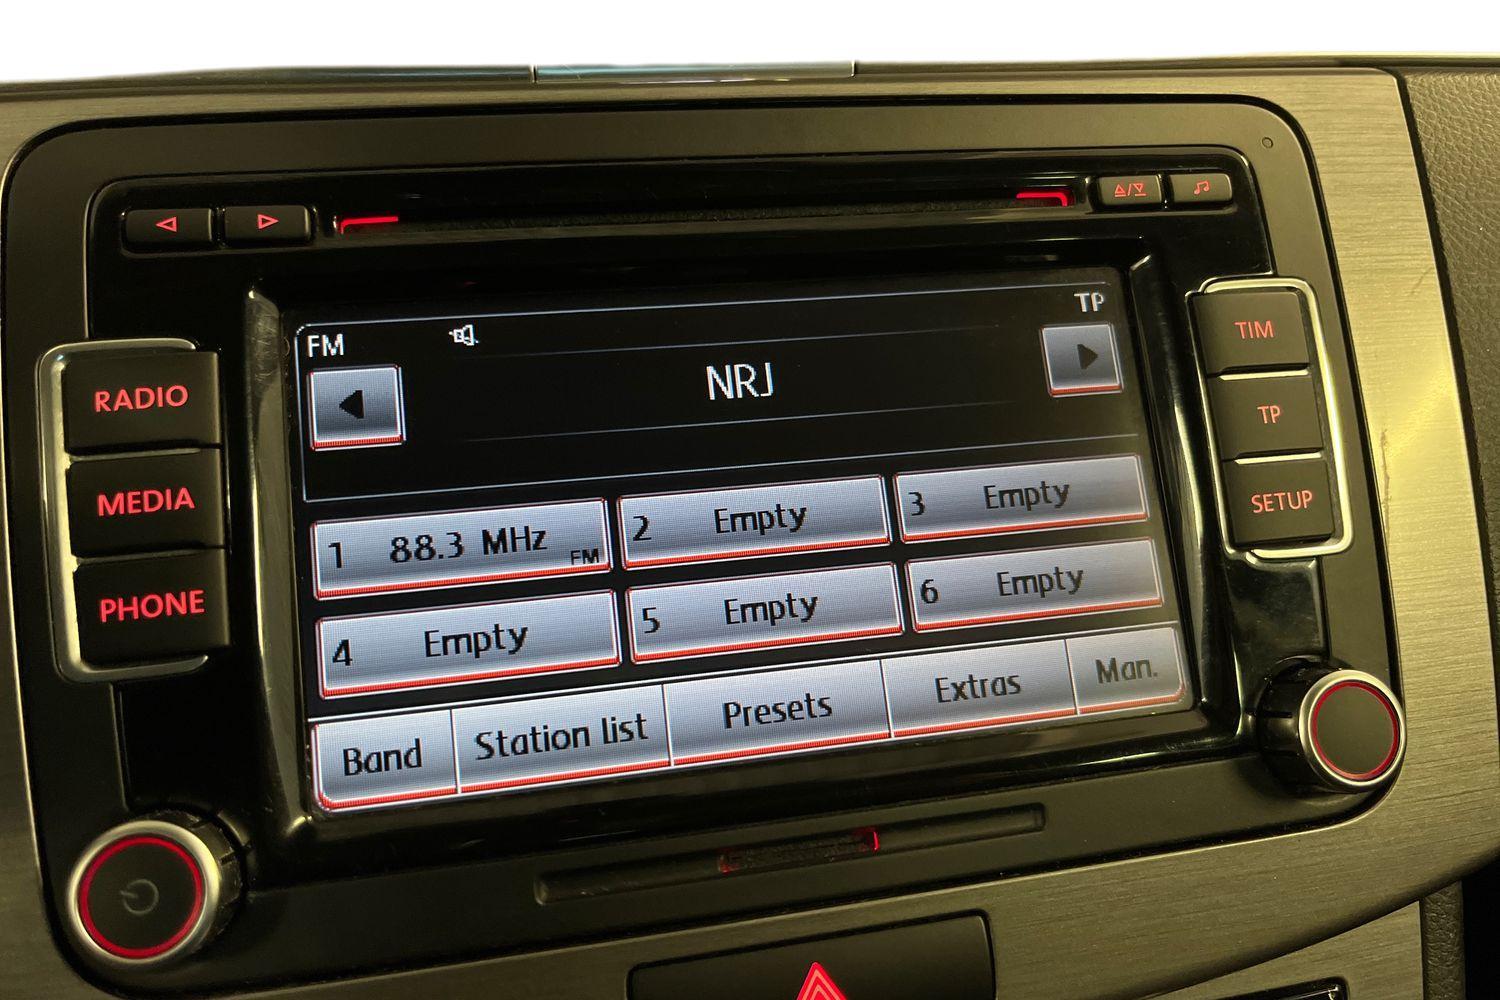 FM
TP
NRJ
RADIO
MEDIA
PHONE
TIM
TP
SETUP
1 88.3 MHz FM
2 Empty
3 Empty
4 Empty
5 Empty
6 Empty
Band
Station list
Presets
Extras
Man.